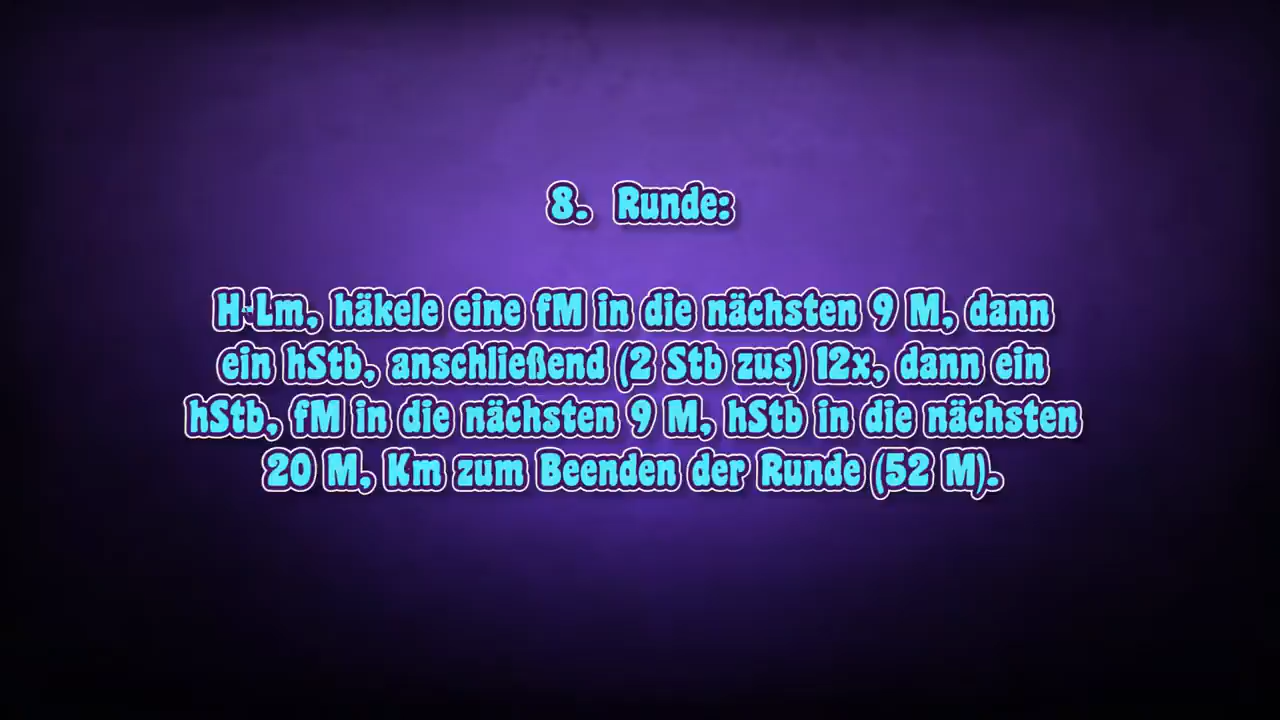 8. Runde:
H-Lm, häkele eine fM in die nächsten 9 M, dann
ein hStb, anschließend (2 Stb zus) 12x, dann ein
hStb, fM in die nächsten 9 M, hStb in die nächsten
20 M, Km zum Beenden der Runde (52 M).